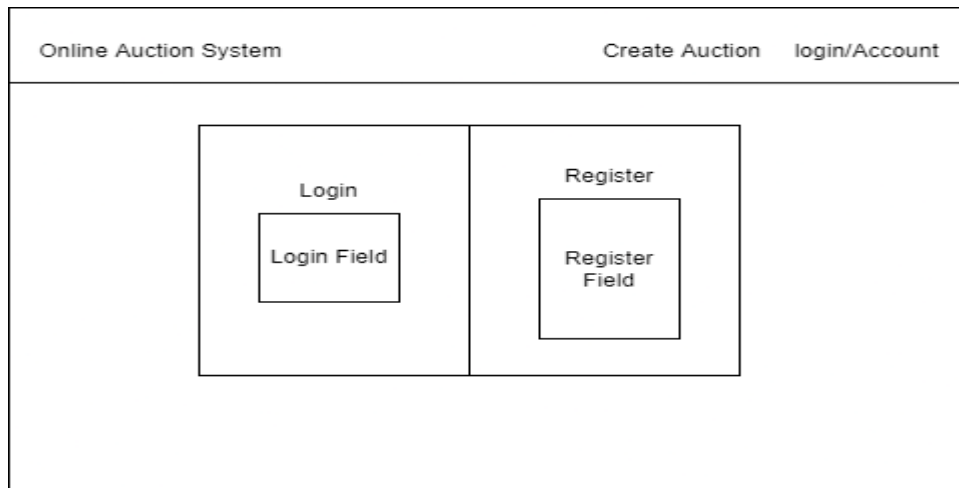 Online Auction System
Create Auction
login/Account
Login
Login Field
Register
Register
Field